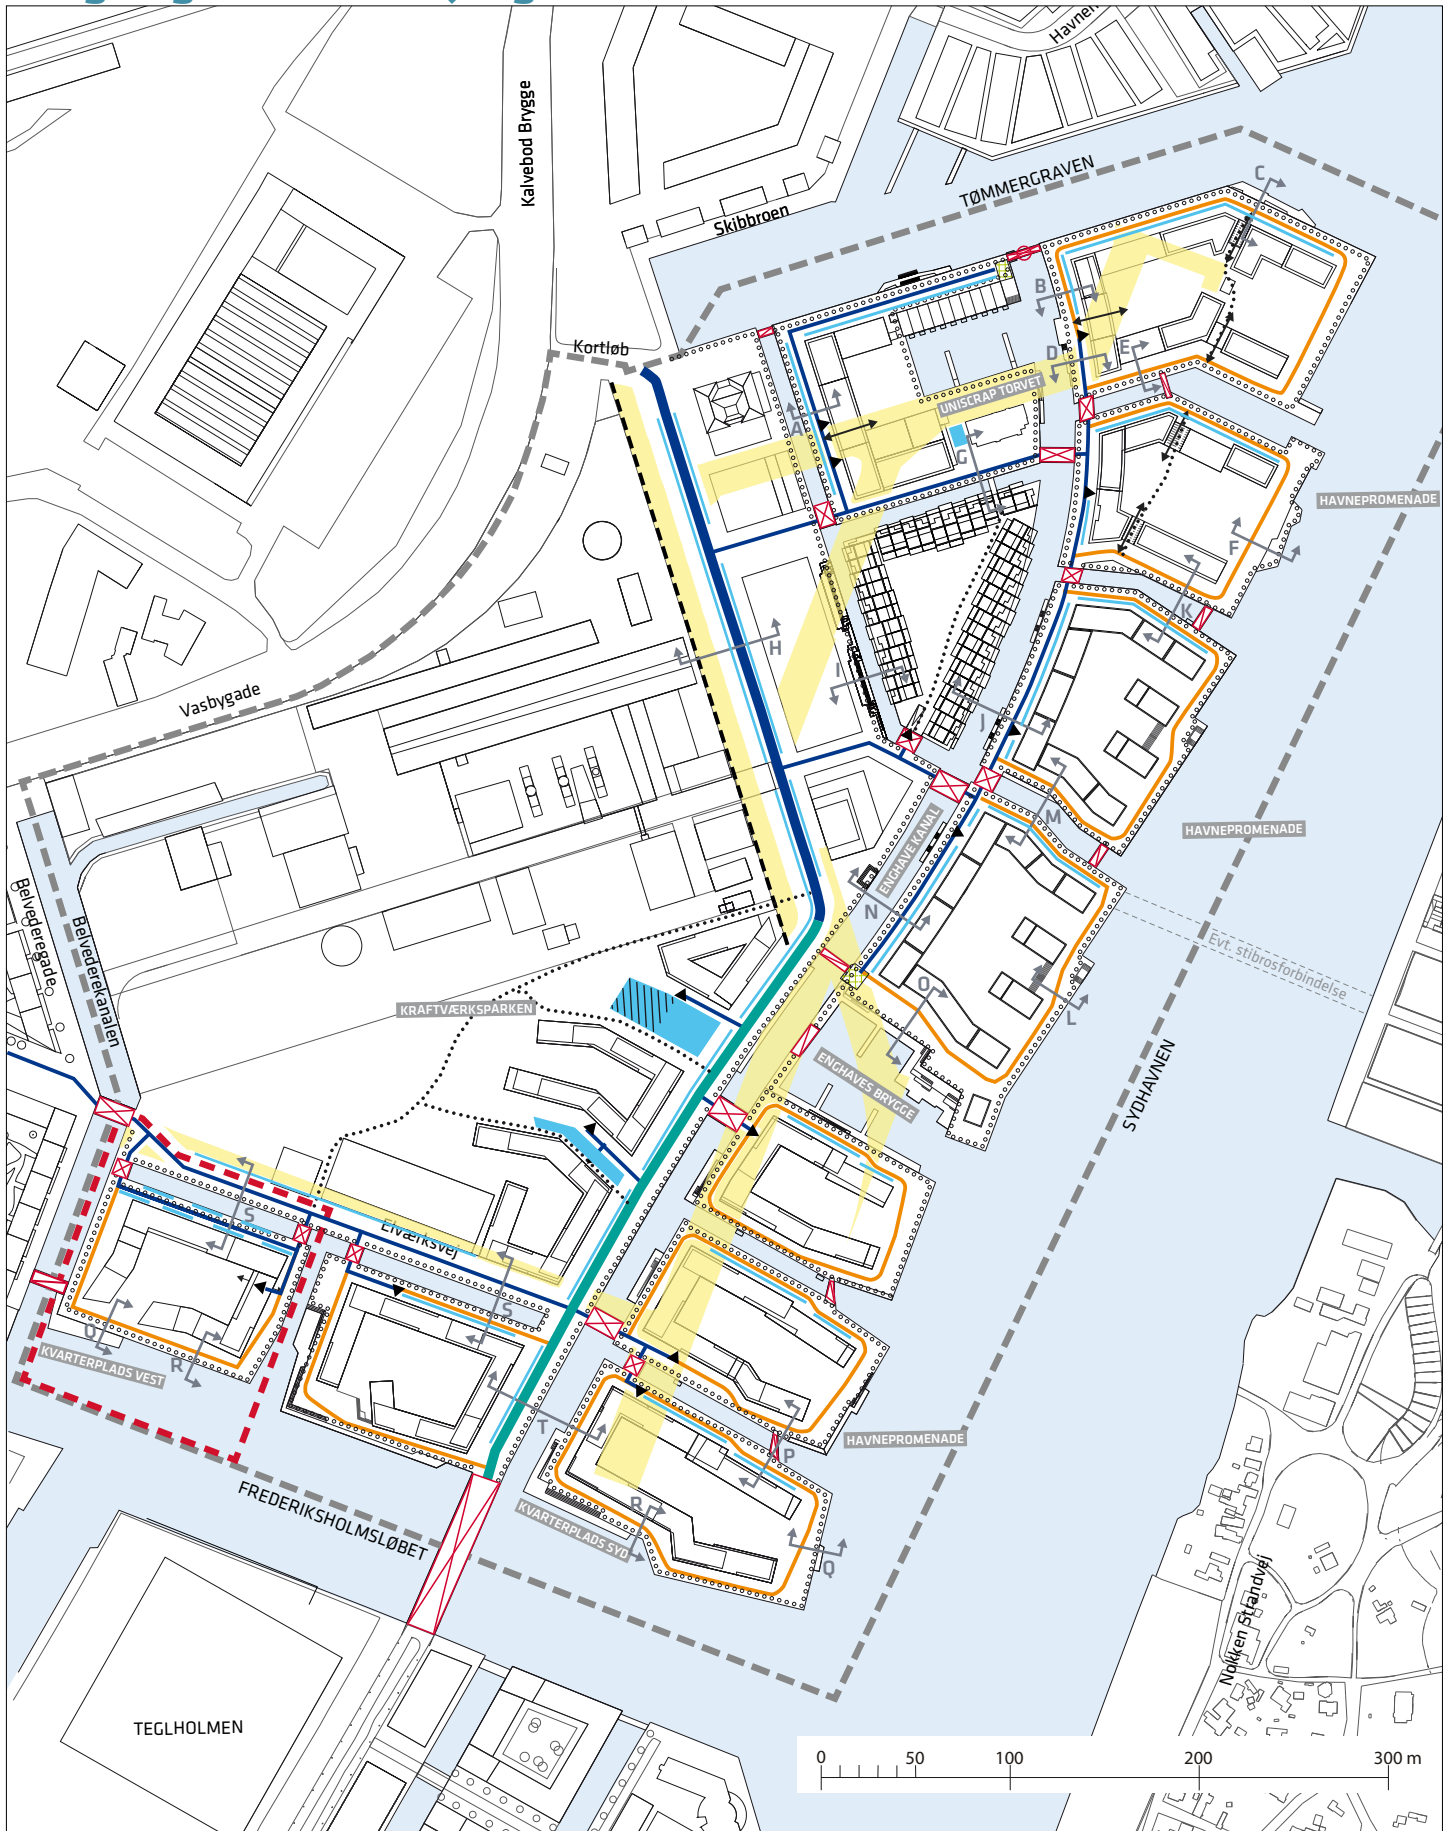 Havnen
Kalvebod Brygge
Skibbroen
TØMMERGRAVEN
C
B
D
E
Kortløb
UNISCRAP TORVET
A
G
HAVNEPROMENADE
F
K
H
I
J
Vasbygade
M
HAVNEPROMENADE
ENGHAVE KANAL
N
Belvederegade
Belvederekanalen
Evt. stibrosforbindelse
KRAFTVÆRKSPARKEN
O
L
ENGHAVES BRYGGE
SYDHAVNEN
S
Elværksvej
S
O
R
KVARTERPLADS VEST
T
HAVNEPROMENADE
P
R
KVARTERPLADS SYD
Q
FREDERIKSHOLMSLØBET
Nokken Strandvej
TEGLHOLMEN
0 50 100 200 300 m